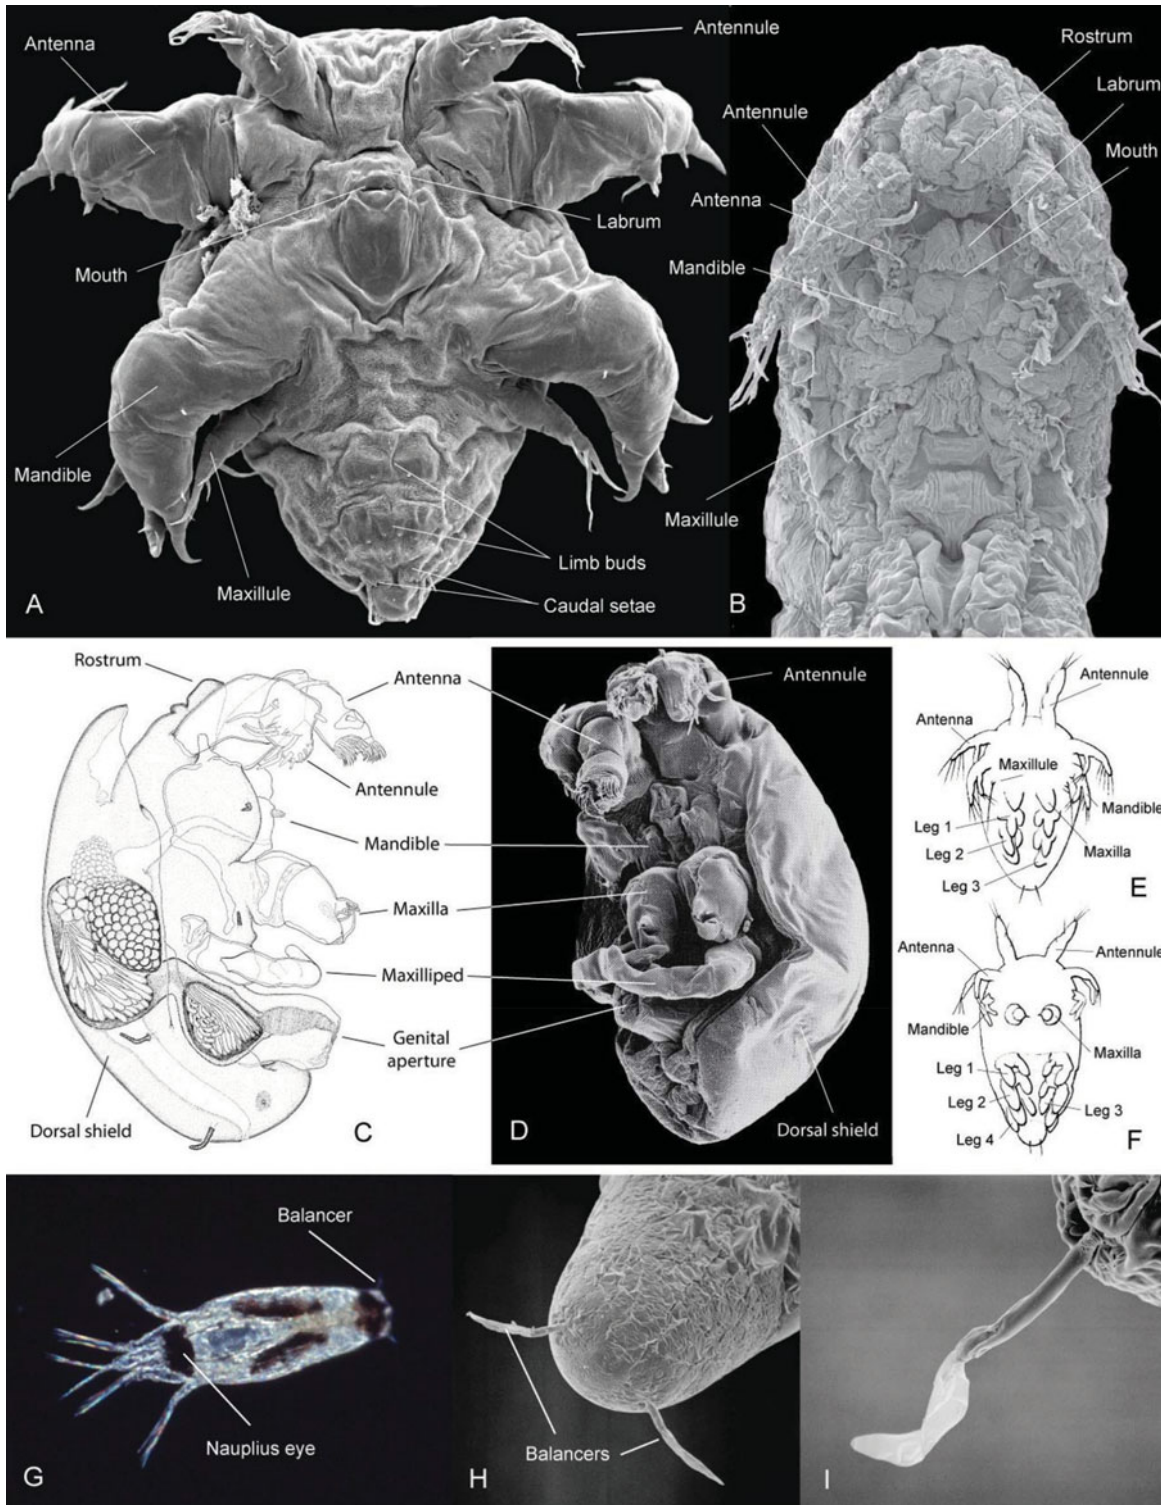 Antenna
Antennule
Labrum
Mouth
Mandible
Limb buds
Maxillule
Caudal setae
A
Rostrum
Labrum
Antennule
Mouth
Antenna
Mandible
Maxillule
B
Rostrum
Antenna
Antennule
Mandible
Maxilla
Maxilliped
Genital
aperture
Dorsal shield
C
Antennule
D
Dorsal shield
Antennule
Antenna
Maxillule
Mandible
Leg 1
Leg 2
Maxilla
Leg 3
E
Antenna
Antennule
Mandible
Maxilla
Leg 1
Leg 2
Leg 3
Leg 4
F
Balancer
Nauplius eye
G
Balancers
H
I